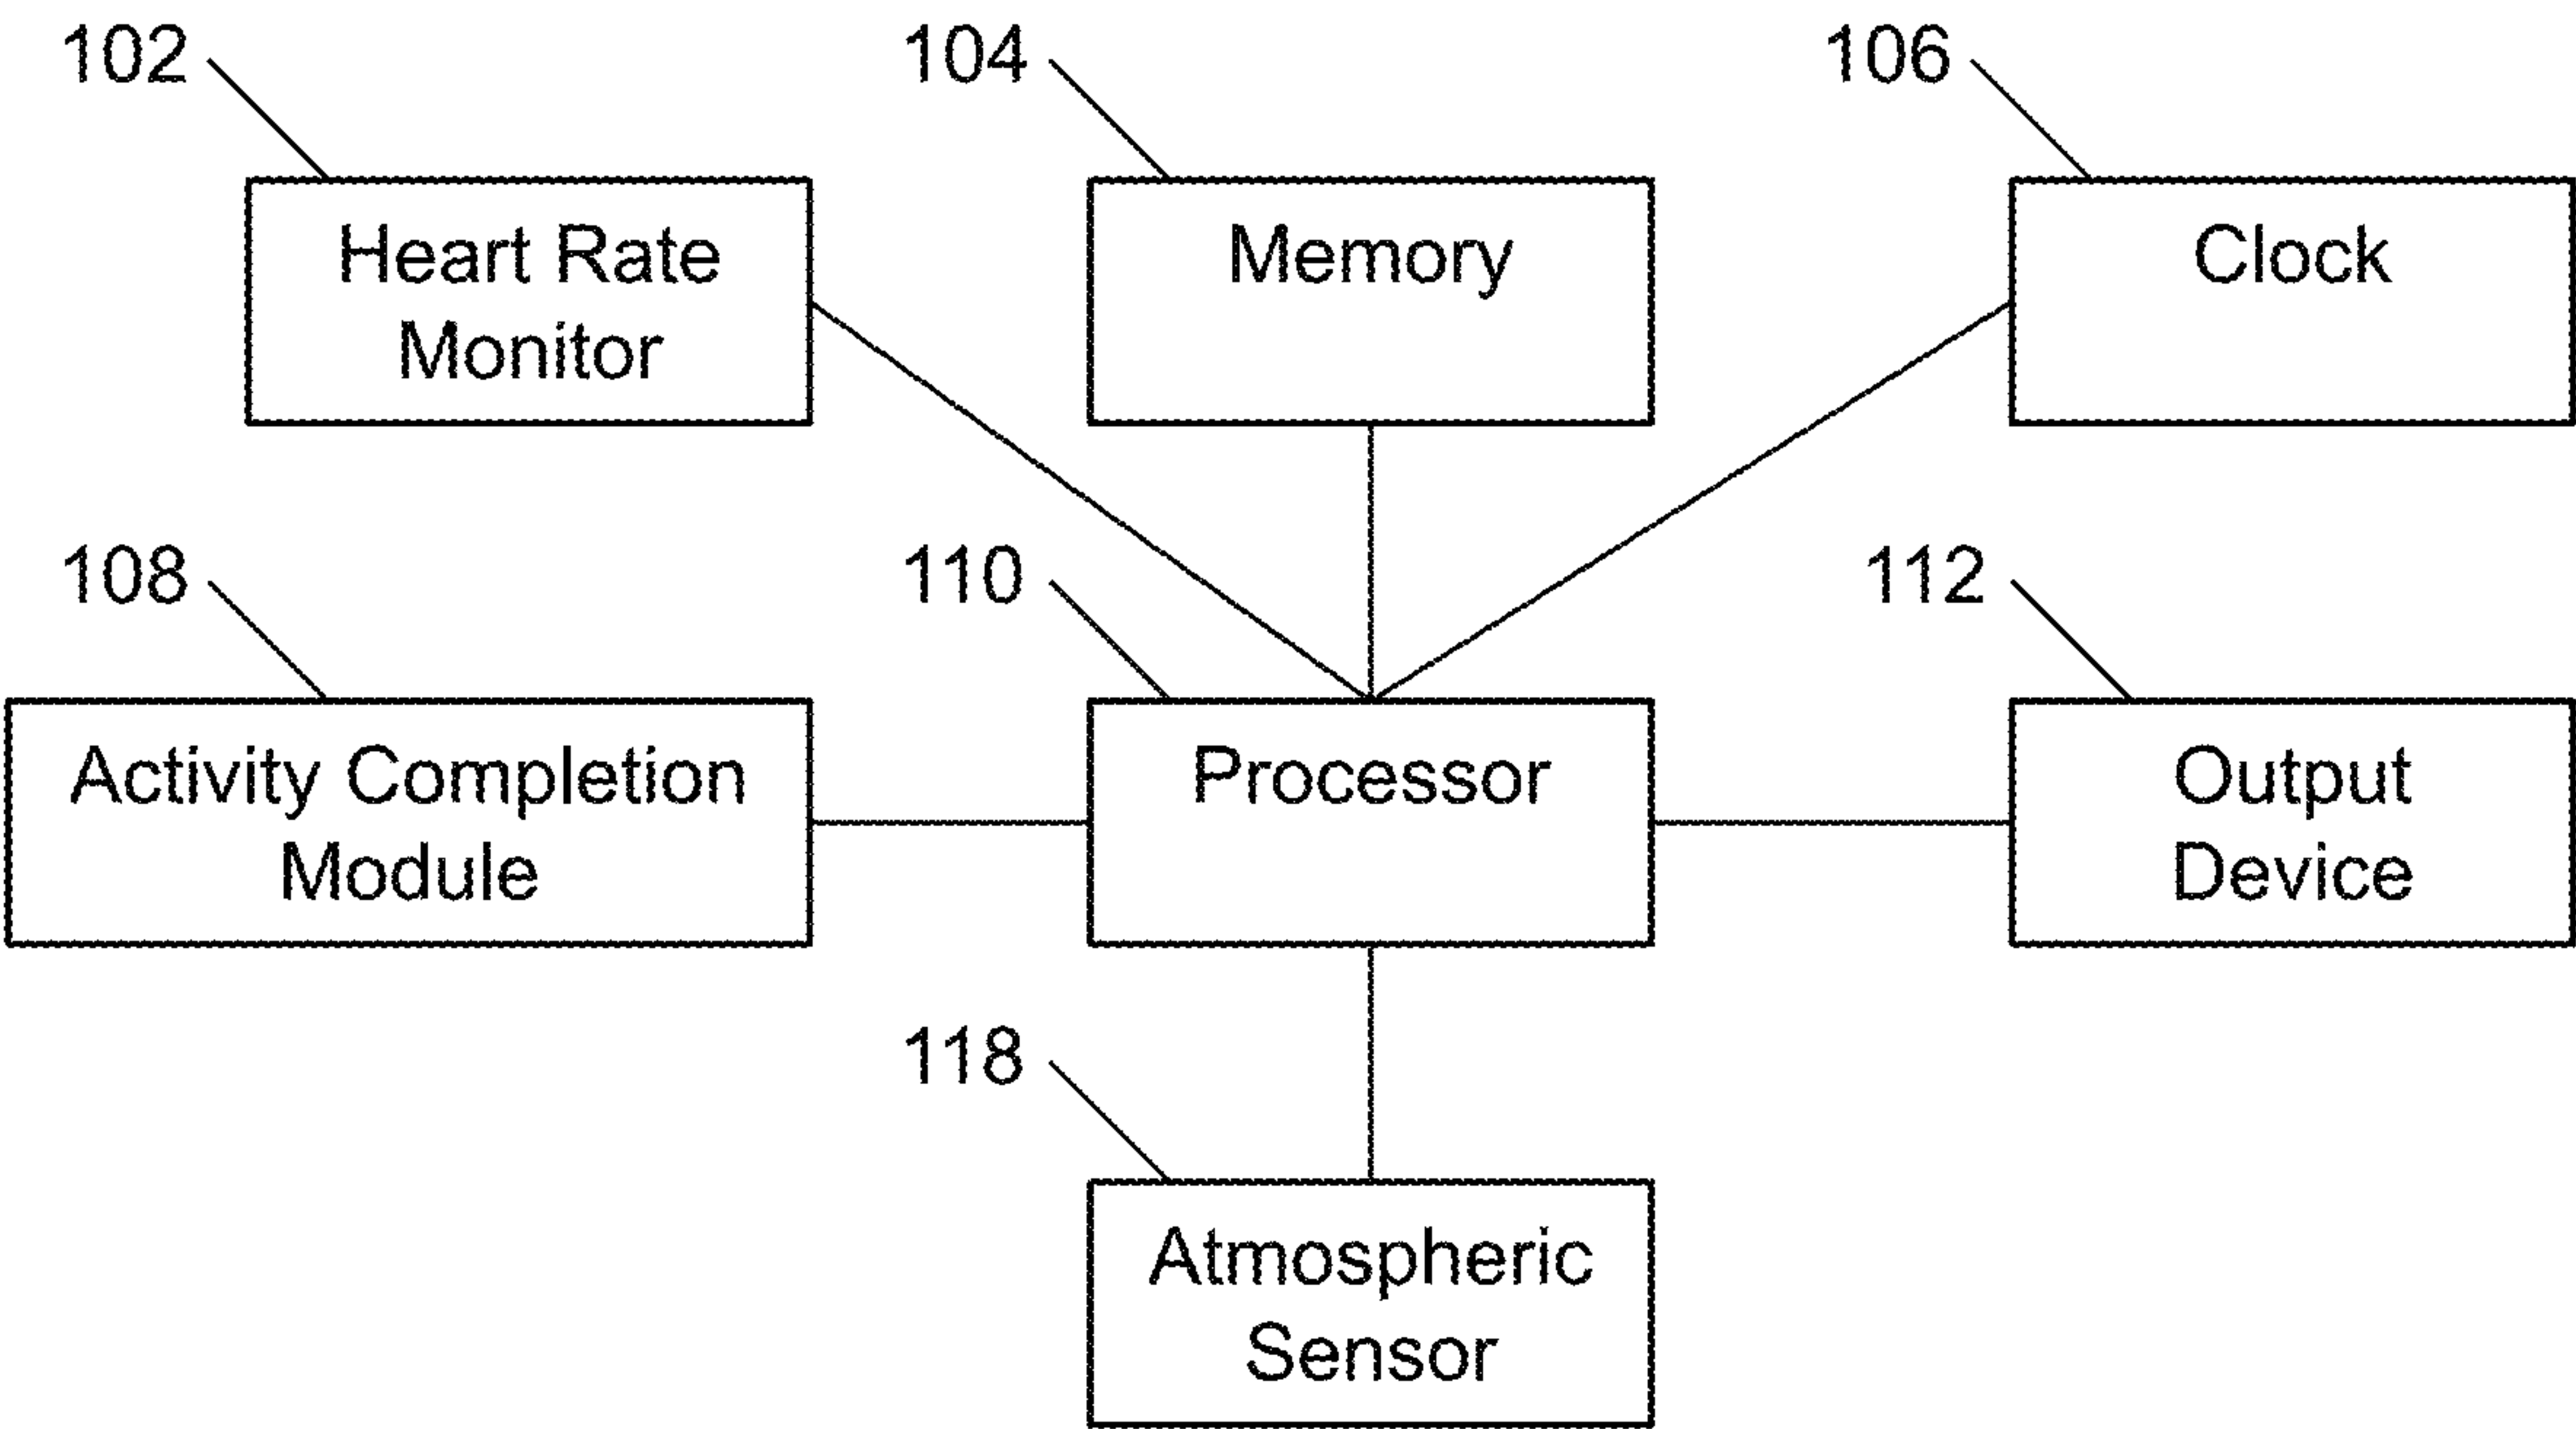 102
104
106
Heart Rate
Monitor
Memory
Clock
108
110
112
Activity Completion
Module
Processor
Output
Device
118
Atmospheric
Sensor